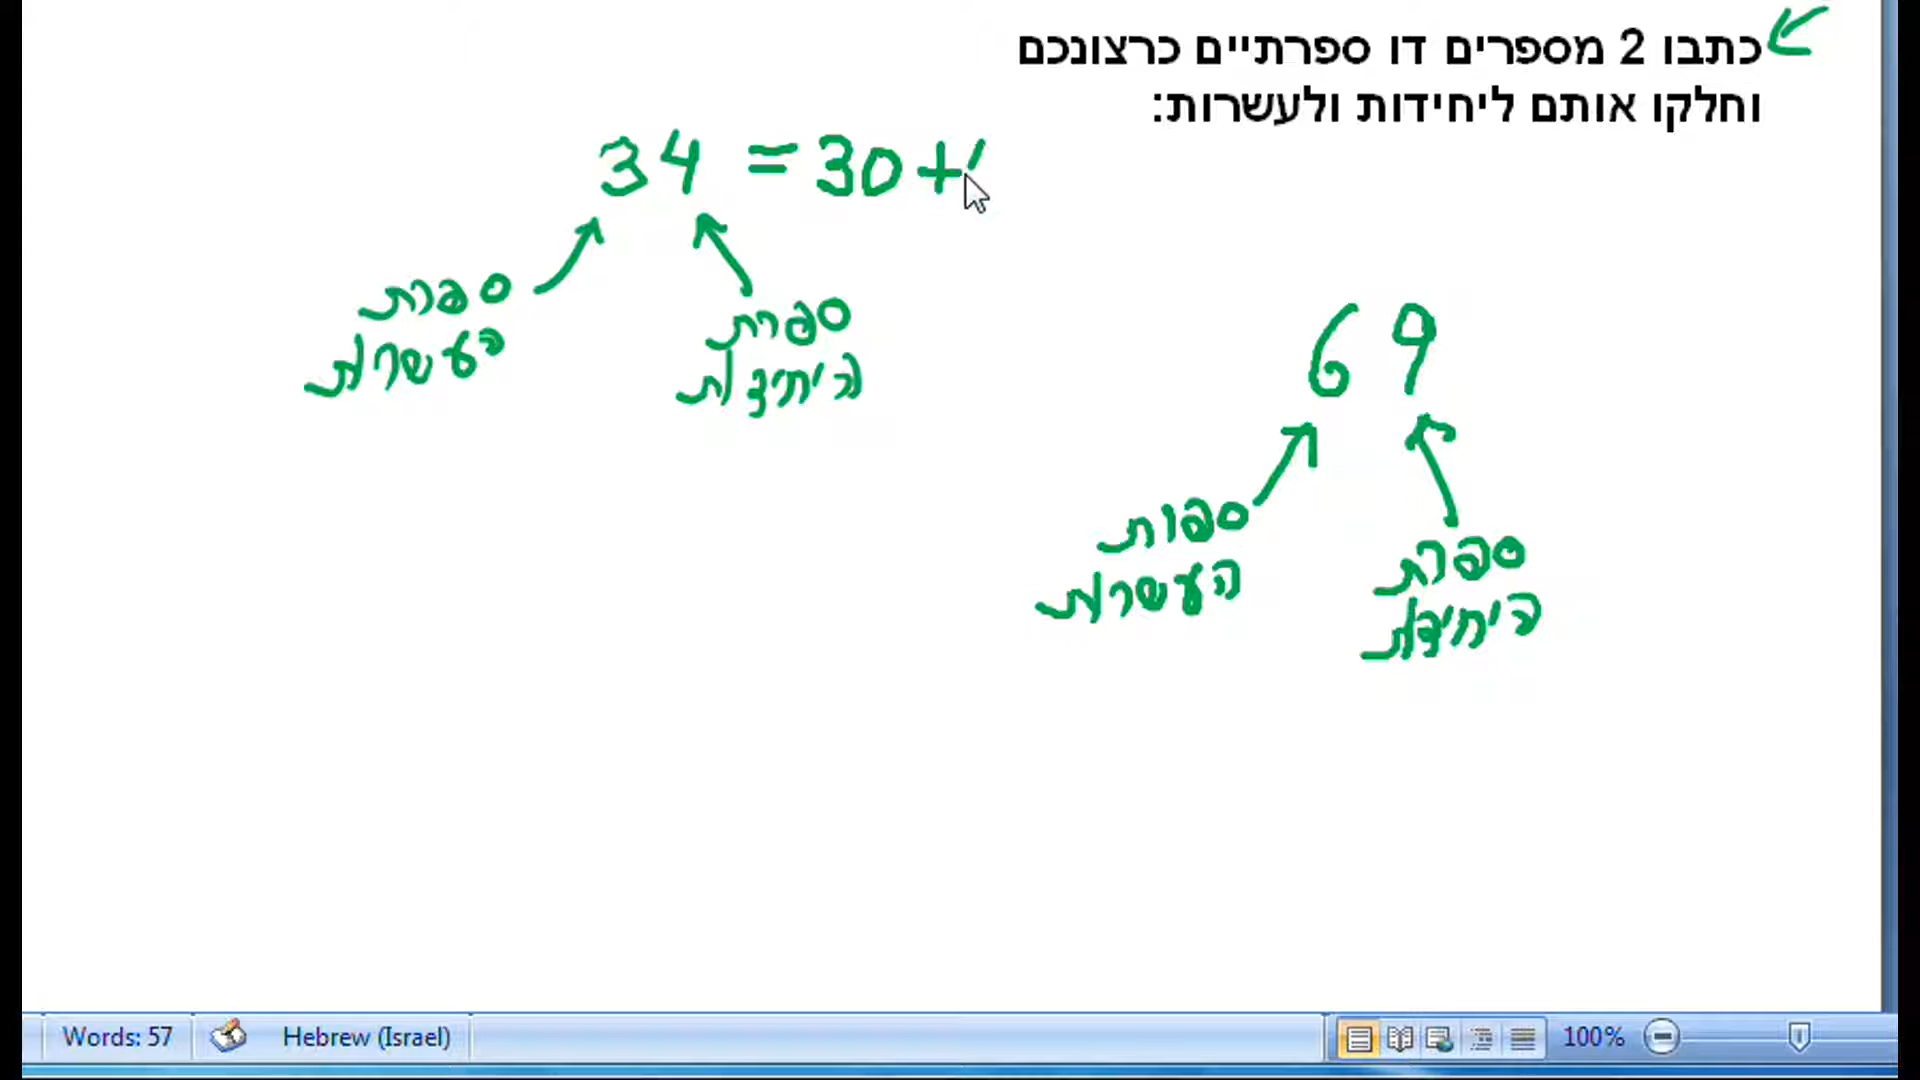 כתבו 2 מספרים דו ספרתיים כרצונכם
וחלקו אותם ליחידות ולעשרות:
34 = 30 +
ספרת
העשרות
ספרת
היחידות
69
ספרת
העשרות
ספרת
היחידות
Words: 57
Hebrew (Israel)
100%